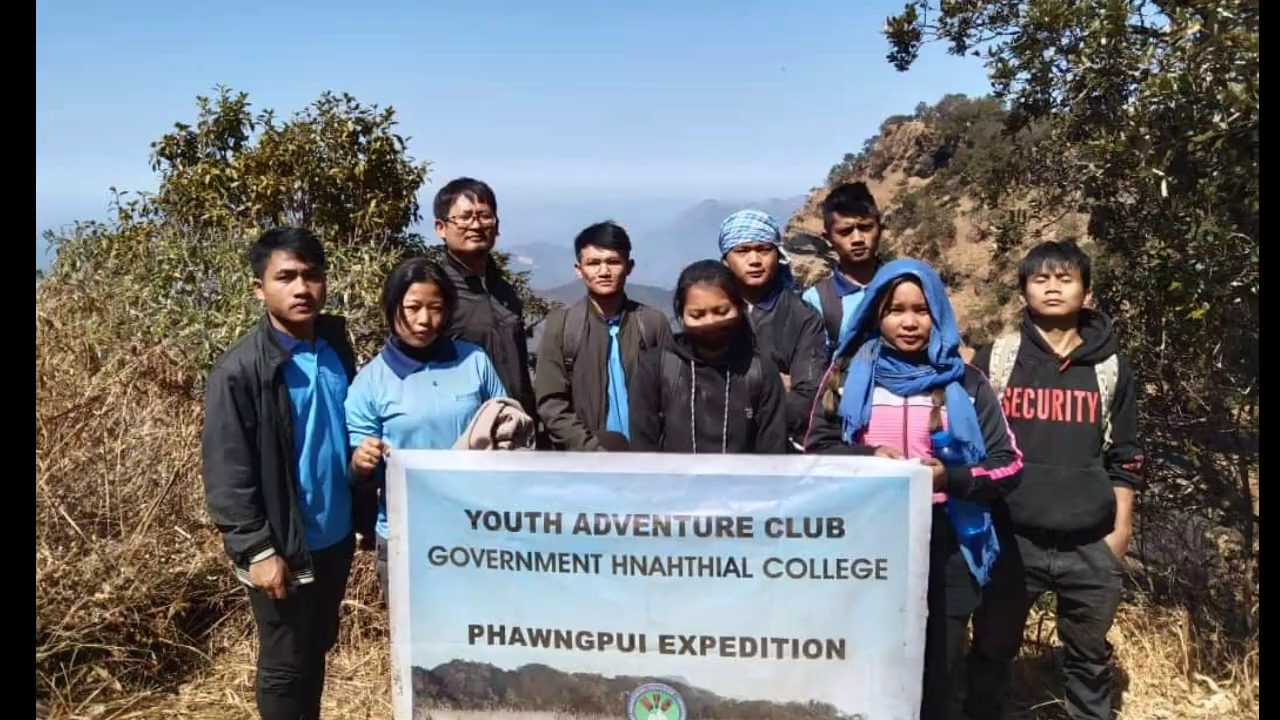 SECURITY
YOUTH ADVENTURE CLUB
GOVERNMENT HNAHTHIAL COLLEGE
PHAWNGPUI EXPEDITION